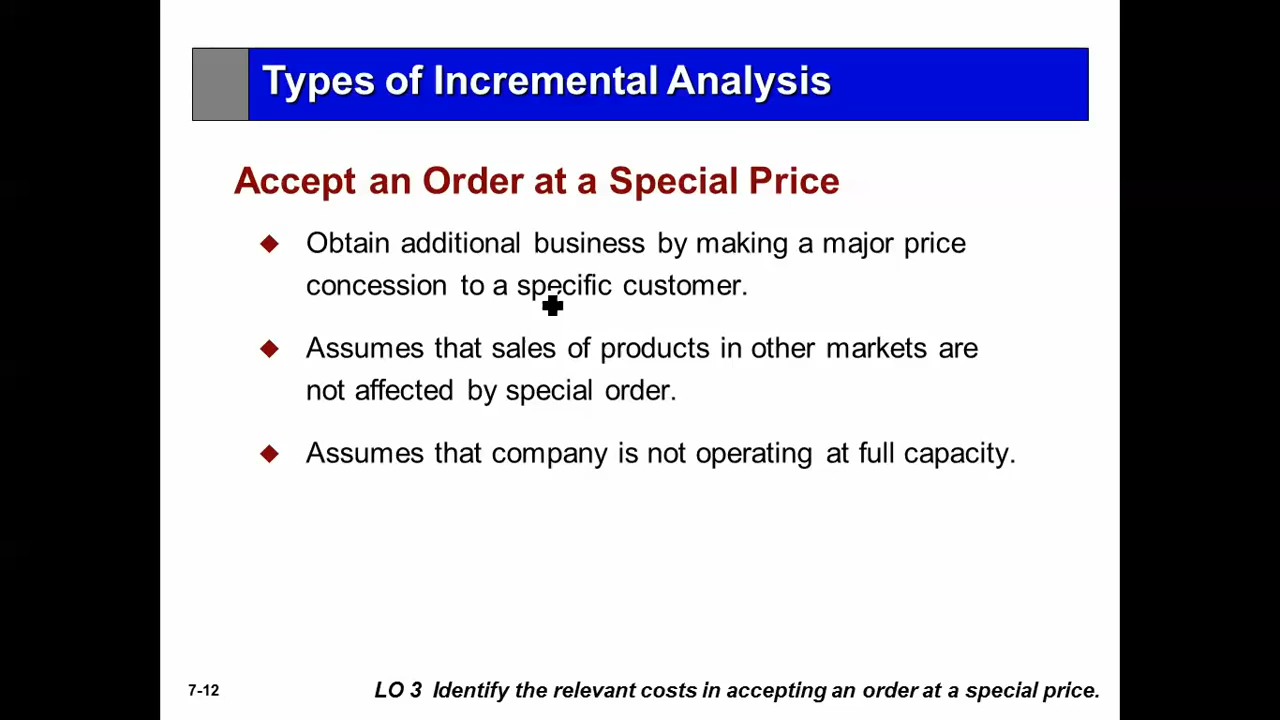 Types of Incremental Analysis
Accept an Order at a Special Price
Obtain additional business by making a major price
concession to a specific customer.
Assumes that sales of products in other markets are
not affected by special order.
Assumes that company is not operating at full capacity.
7-12
LO 3 Identify the relevant costs in accepting an order at a special price.